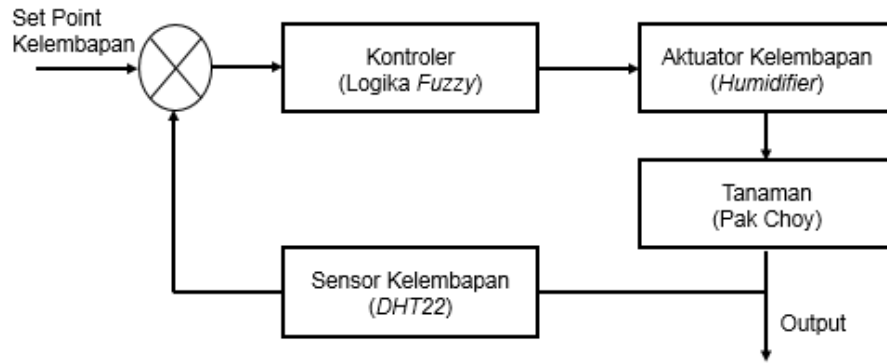 Set Point
Kelembapan
Kontroler
(Logika Fuzzy)
Aktuator Kelembapan
(Humidifier)
Tanaman
(Pak Choy)
Sensor Kelembapan
(DHT22)
Output